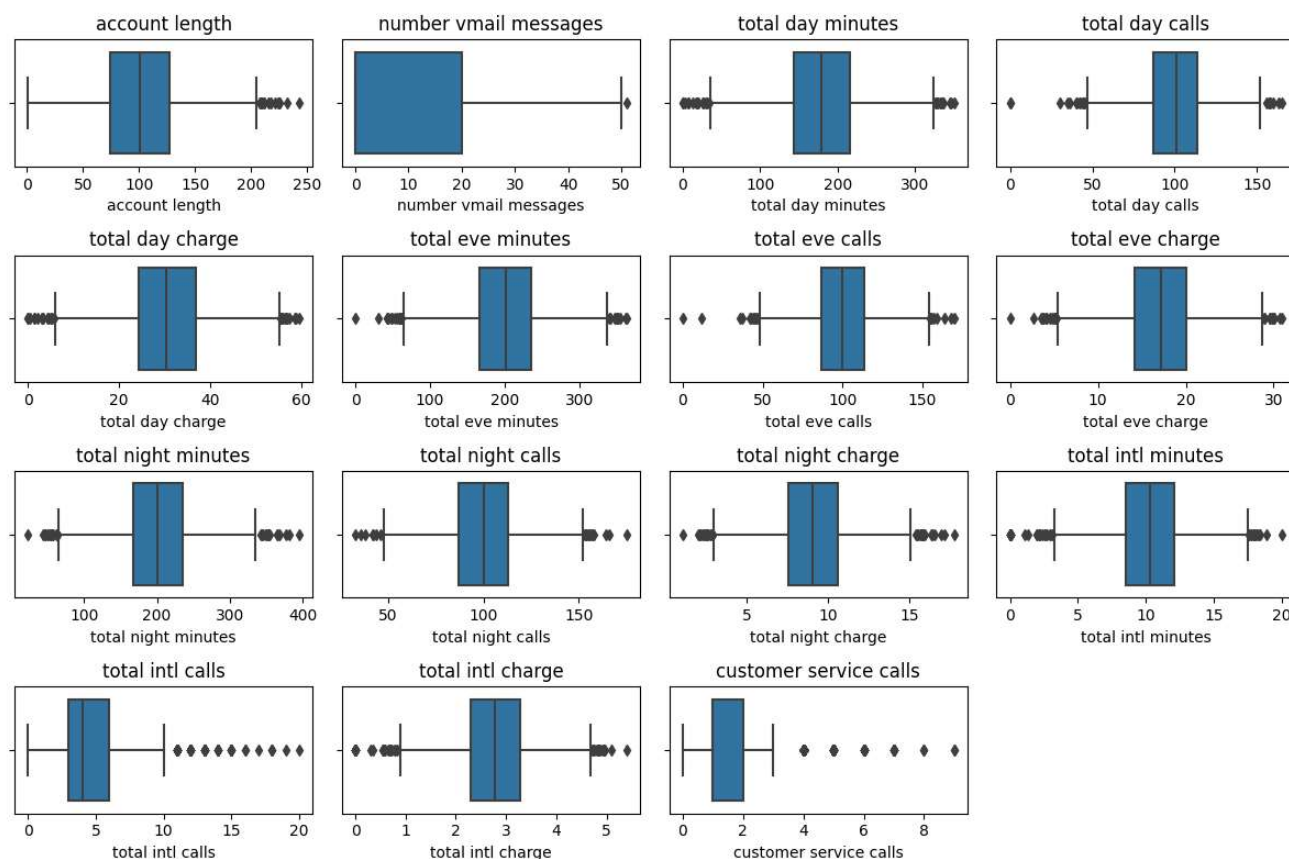 account length
number vmail messages
total day minutes
total day calls
0 50 100 150 200 250
0 10 20 30 40 50
0 100 200 300
0 50 100 150
account length
number vmail messages
total day minutes
total day calls
total day charge
total eve minutes
total eve calls
total eve charge
0 20 40 60
0 100 200 300
0 50 100 150
0 10 20 30
total day charge
total eve minutes
total eve calls
total eve charge
total night minutes
total night calls
total night charge
total intl minutes
100 200 300 400
50 100 150
5 10 15
0 5 10 15 20
total night minutes
total night calls
total night charge
total intl minutes
total intl calls
total intl charge
customer service calls
0 5 10 15 20
0 1 2 3 4 5
0 2 4 6 8
total intl calls
total intl charge
customer service calls